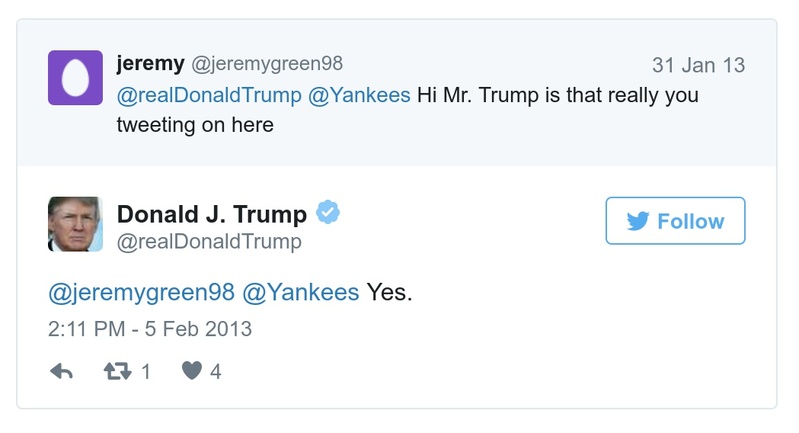 jeremy @jeremygreen98 31 Jan 13
@realDonaldTrump @Yankees Hi Mr. Trump is that really you
tweeting on here
Donald J. Trump
@realDonaldTrump
Follow
@jeremygreen98 @Yankees Yes.
2:11 PM - 5 Feb 2013
1 4